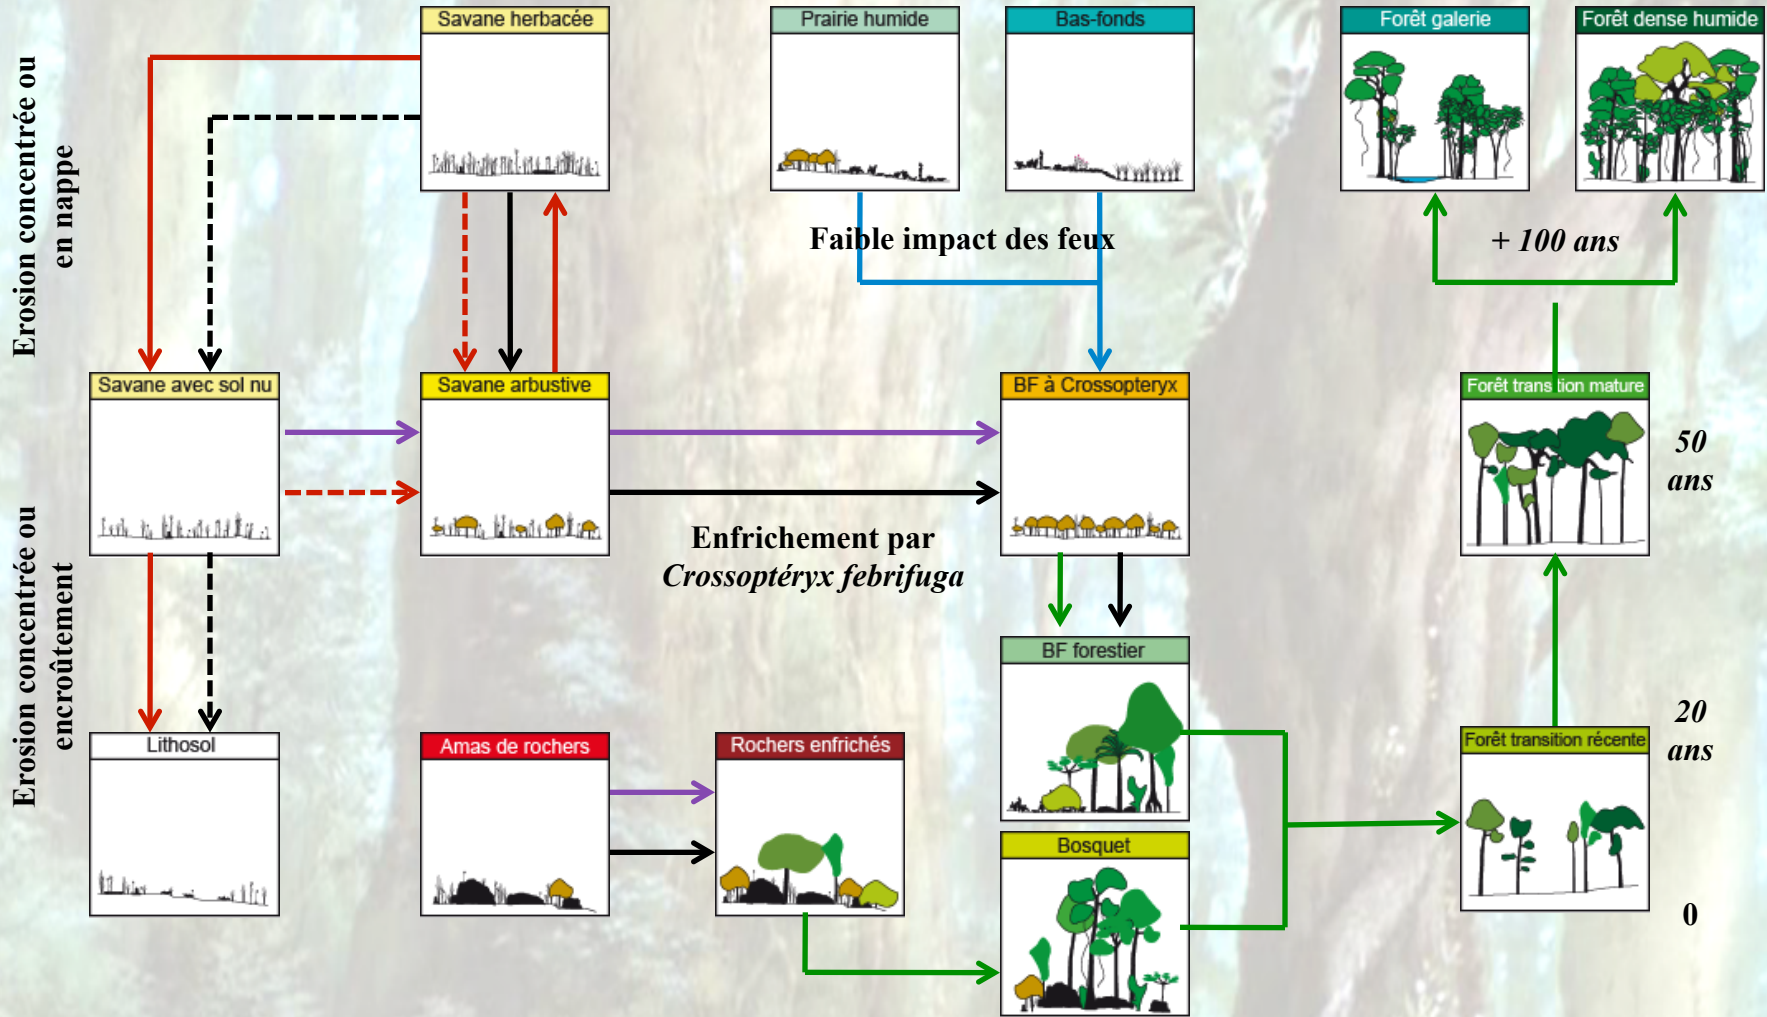 Savane herbacée
Prairie humide
Bas-fonds
Forêt galerie
Forêt dense humide
Erosion concentrée ou
en nappe
Faible impact des feux
+ 100 ans
Savane avec sol nu
Savane arbustive
BF à Crossopteryx
Forêt transition mature
50
ans
Enfrichement par
Crossoptéryx febrifuga
Erosion concentrée ou
encroûtement
BF forestier
20
ans
Lithosol
Amas de rochers
Rochers enfrichés
Forêt transition récente
Bosquet
0